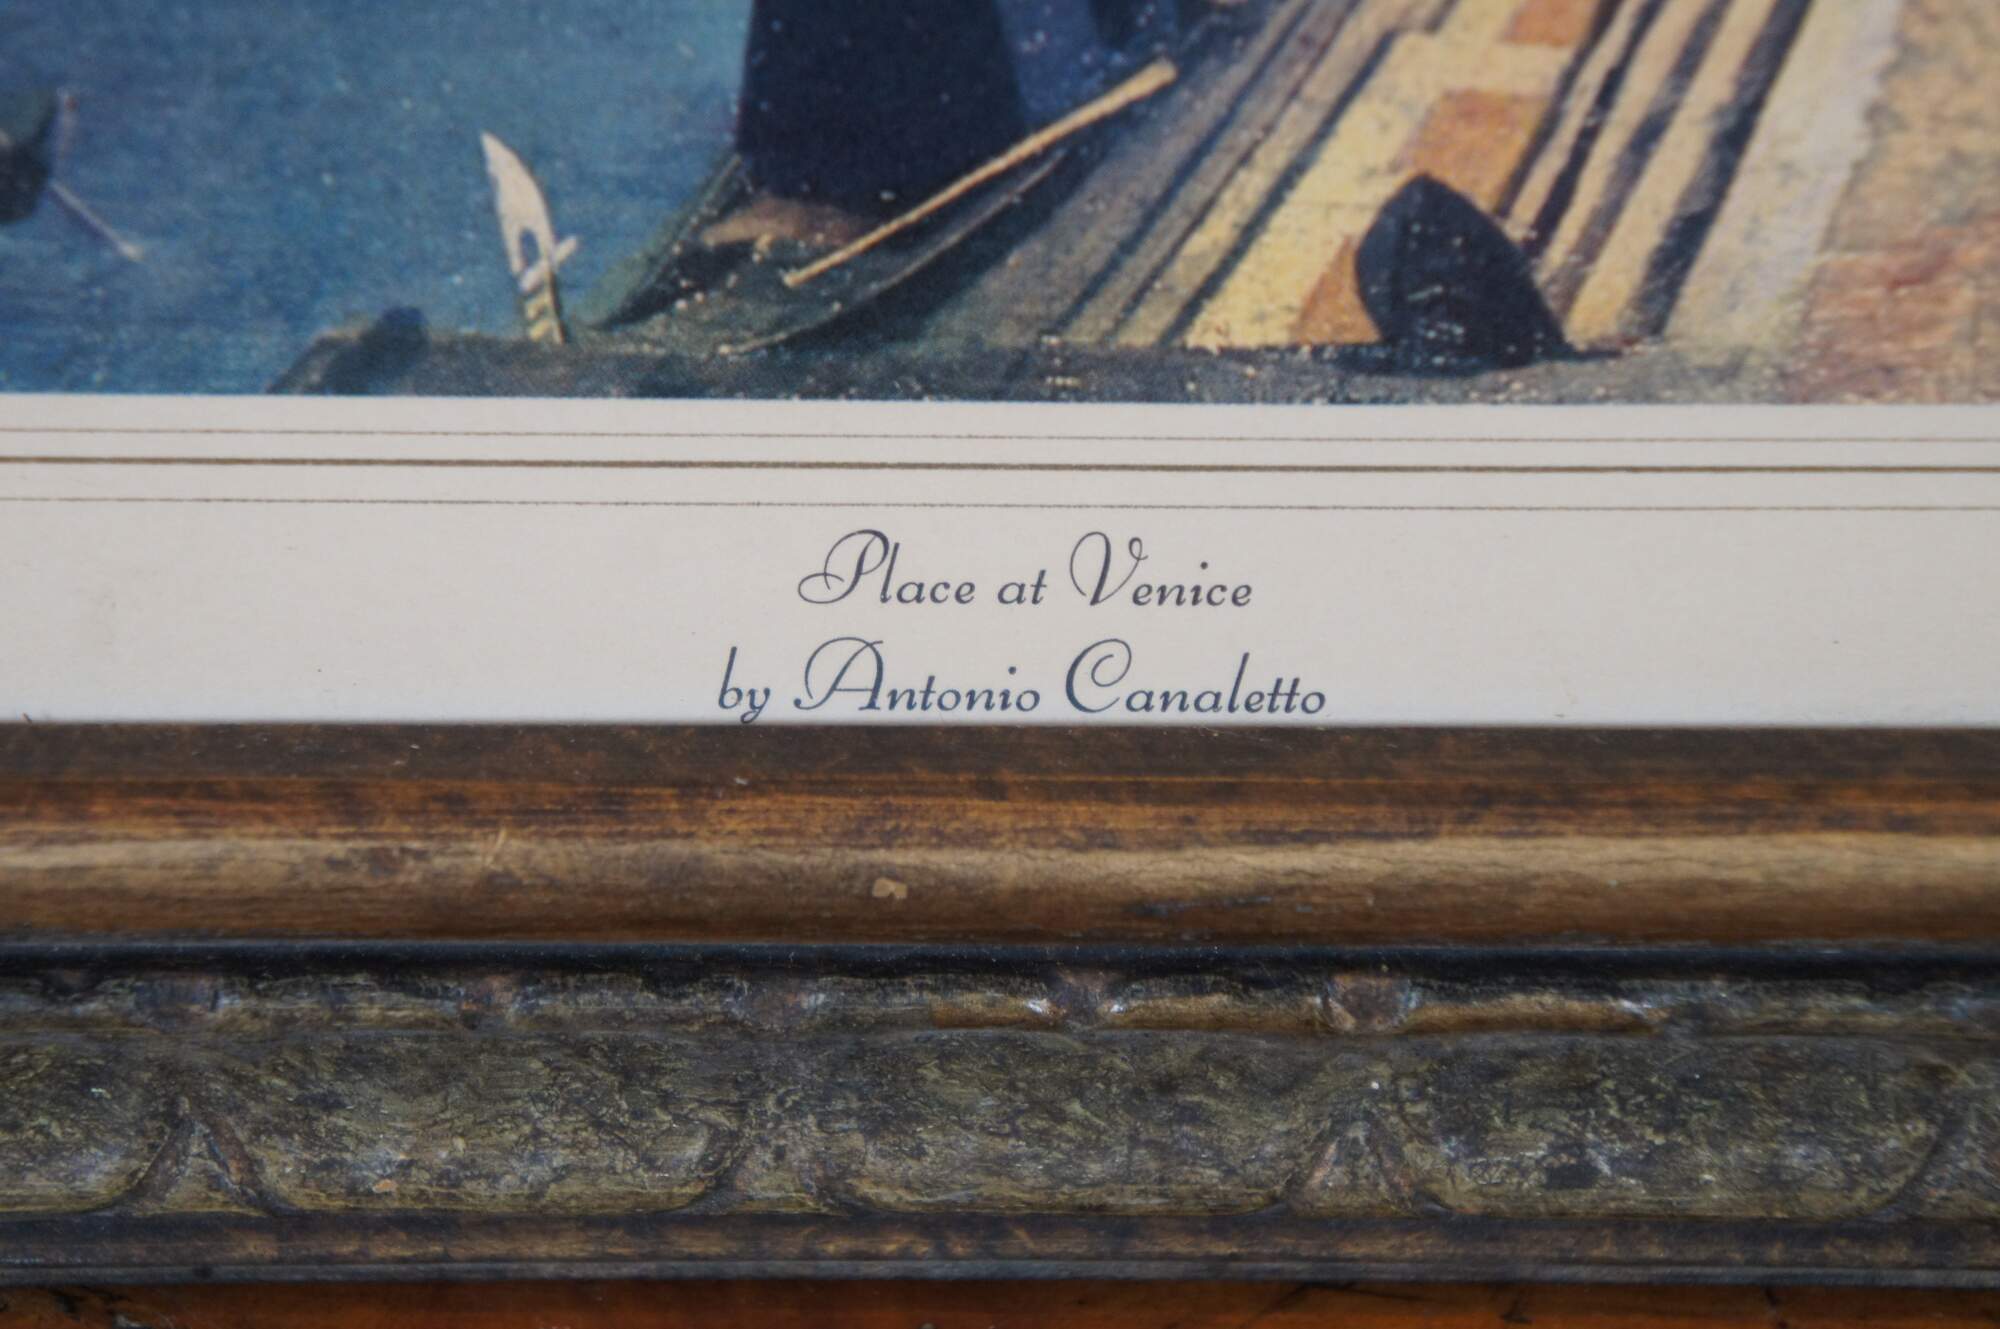 Place at Venice
by Antonio Canaletto